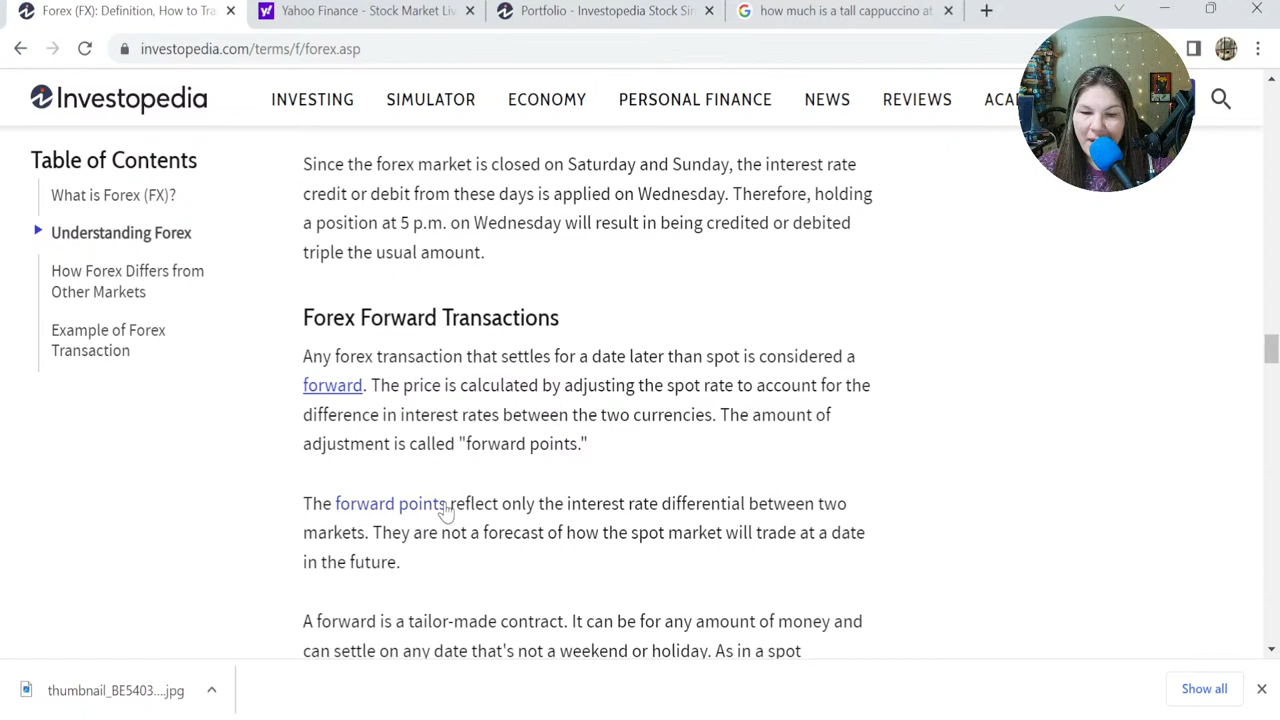 Forex (FX): Definition, How to Tra
Yahoo Finance - Stock Market Liv
Portfolio - Investopedia Stock Sim
how much is a tall cappuccino at
investopedia.com/terms/f/forex.asp
Investopedia
INVESTING
SIMULATOR
ECONOMY
PERSONAL FINANCE
NEWS
REVIEWS
ACA
Table of Contents
What is Forex (FX)?
Understanding Forex
How Forex Differs from
Other Markets
Example of Forex
Transaction
Since the forex market is closed on Saturday and Sunday, the interest rate
credit or debit from these days is applied on Wednesday. Therefore, holding
a position at 5 p.m. on Wednesday will result in being credited or debited
triple the usual amount.
Forex Forward Transactions
Any forex transaction that settles for a date later than spot is considered a
forward. The price is calculated by adjusting the spot rate to account for the
difference in interest rates between the two currencies. The amount of
adjustment is called "forward points."
The forward points reflect only the interest rate differential between two
markets. They are not a forecast of how the spot market will trade at a date
in the future.
A forward is a tailor-made contract. It can be for any amount of money and
can settle on any date that's not a weekend or holiday. As in a spot
thumbnail_BE5403....jpg
Show all